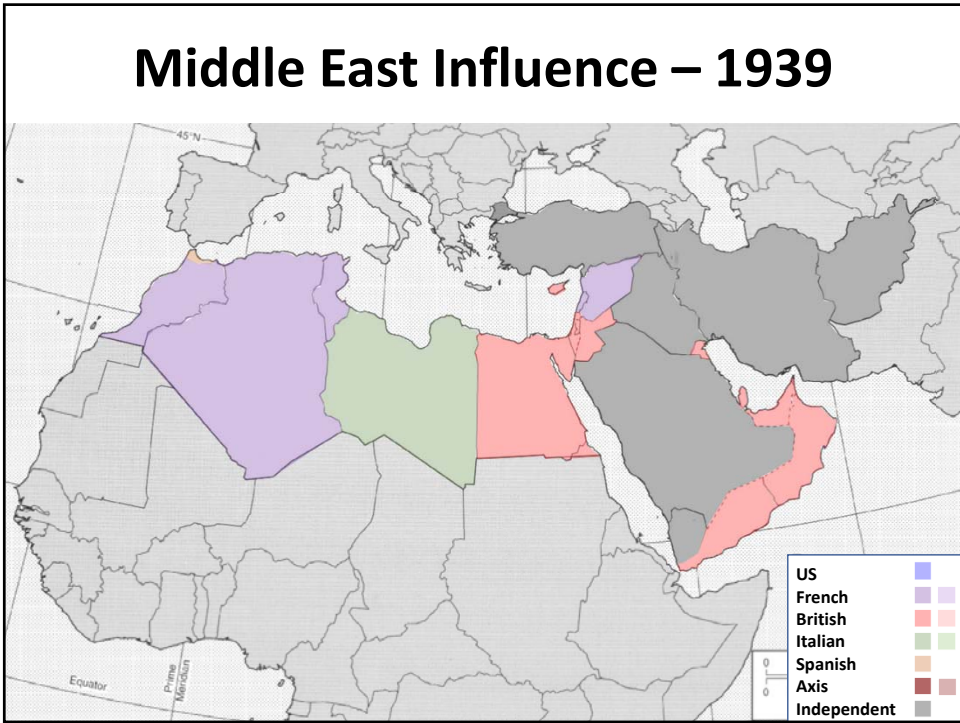 Middle East Influence – 1939
45°N
Equator
Prime
Meridian
0
0
US
French
British
Italian
Spanish
Axis
Independent